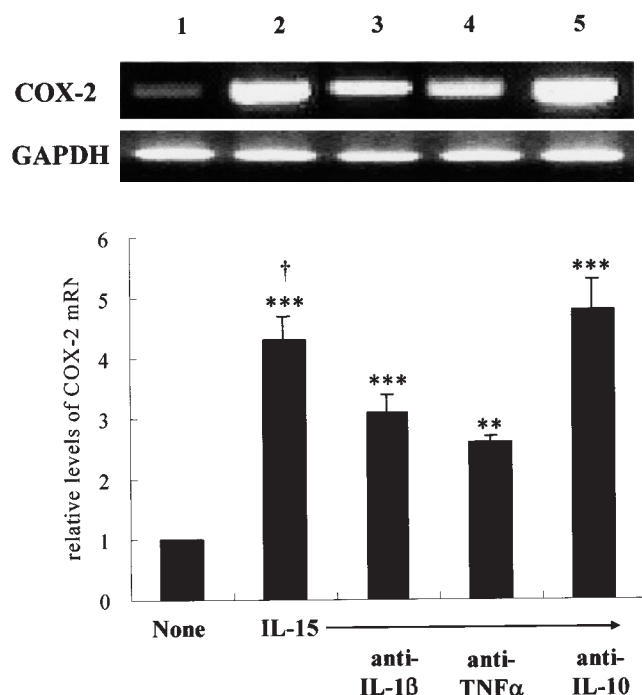 1 2 3 4 5
COX-2
GAPDH
relative levels of COX-2 mRN
6
5
4
3
2
1
0
†
***
***
**
***
None IL-15
anti-IL-1β
anti-TNFα
anti-IL-10